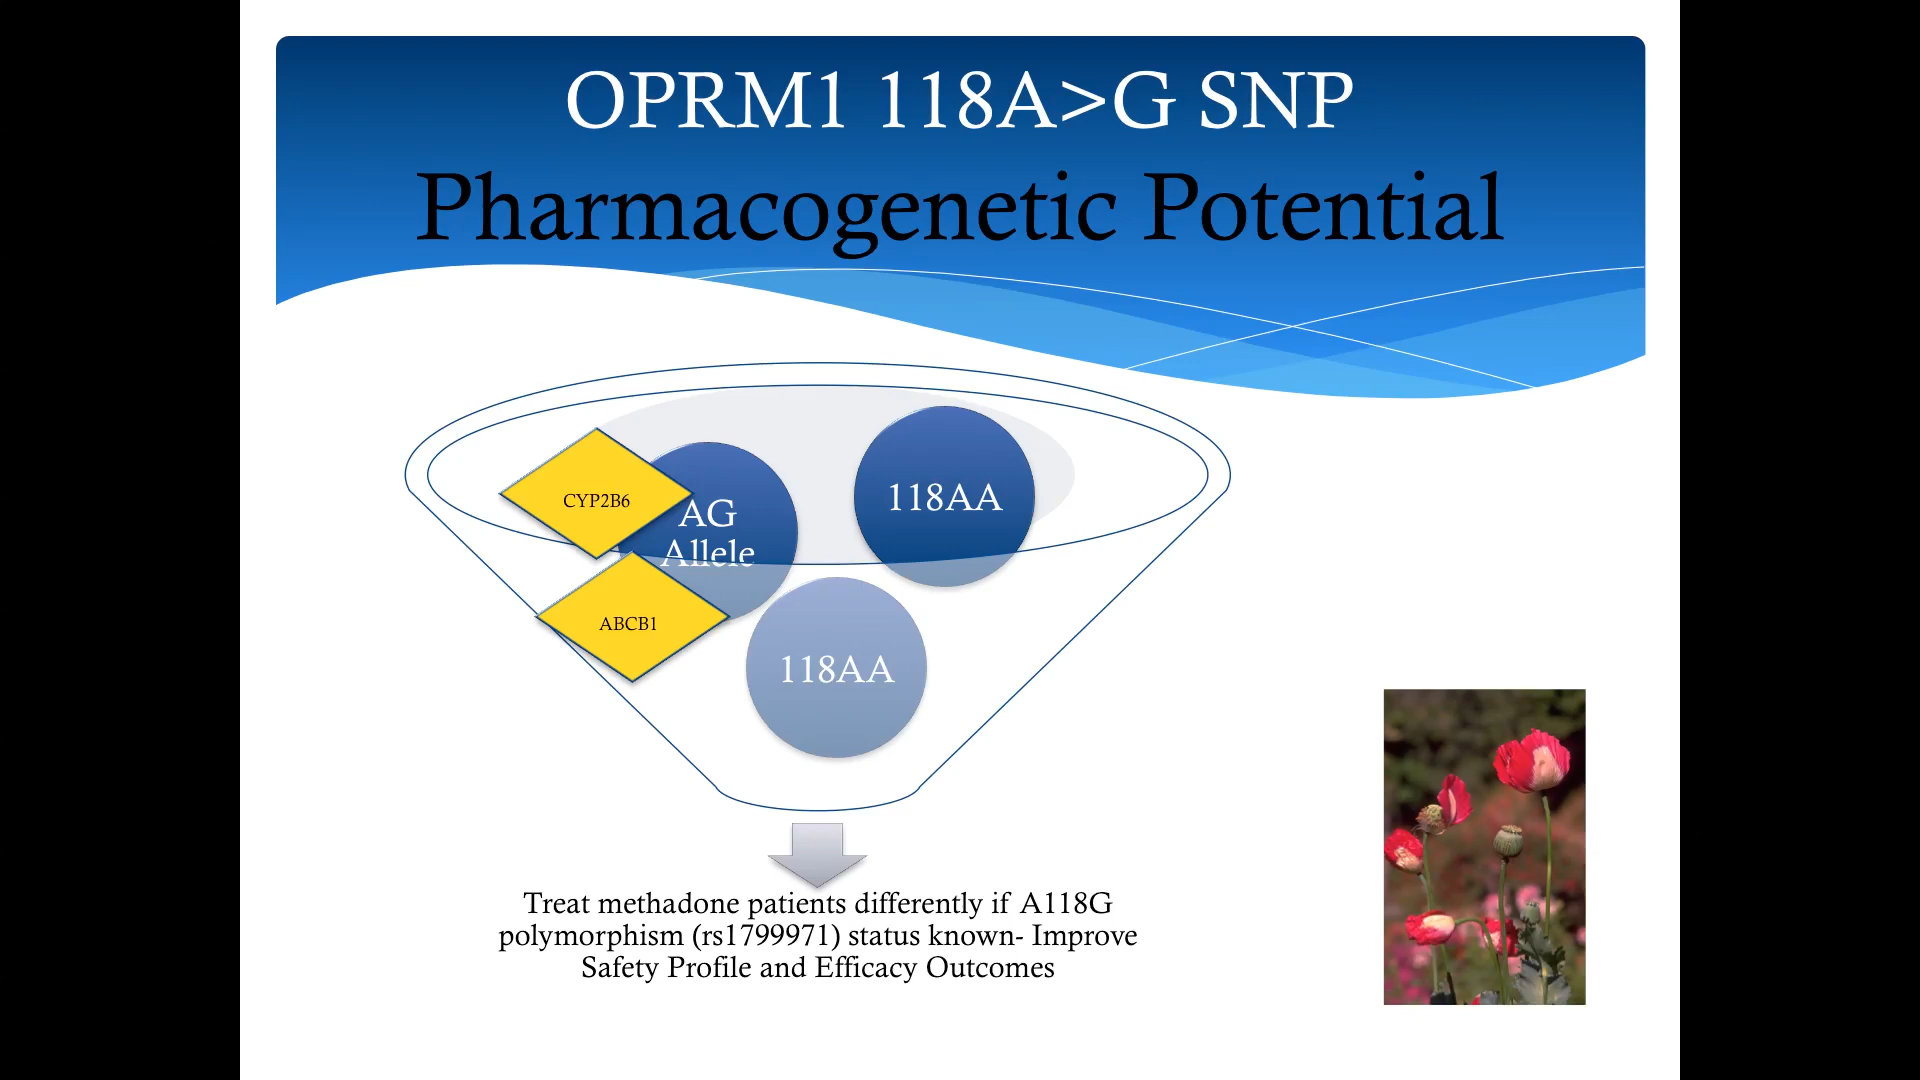 OPRM1 118A>G SNP
Pharmacogenetic Potential
CYP2B6
AG
Allele
118AA
ABCB1
118AA
Treat methadone patients differently if A118G
polymorphism (rs1799971) status known- Improve
Safety Profile and Efficacy Outcomes